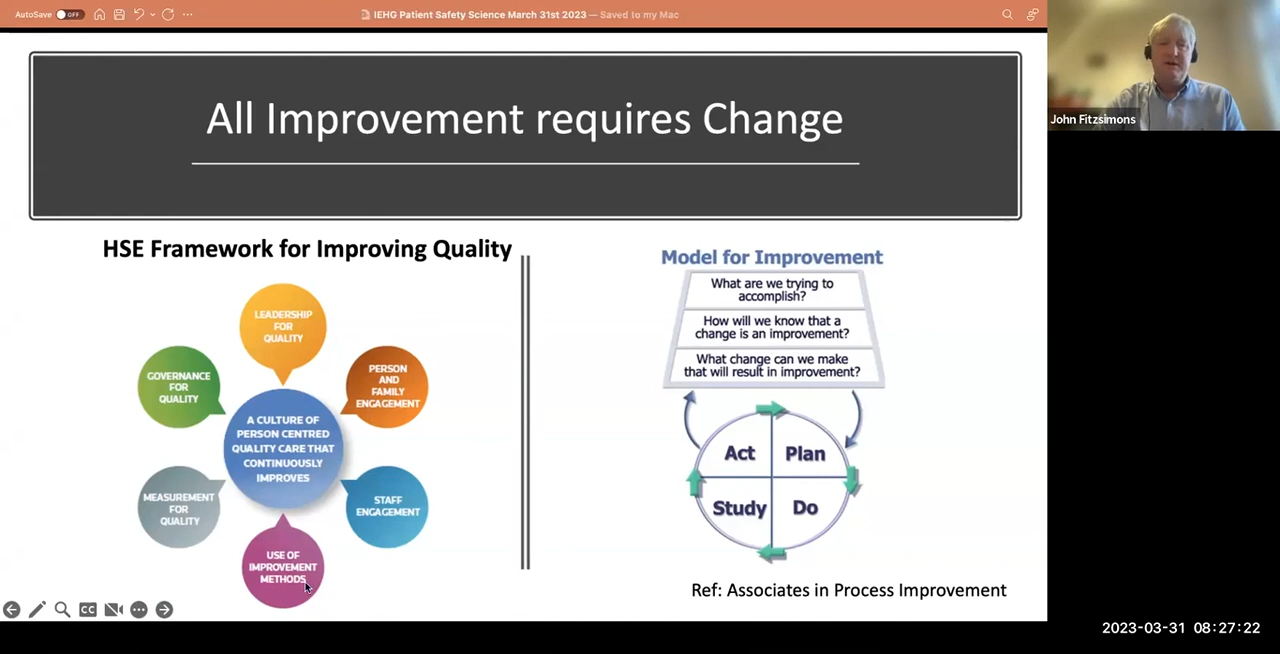 AutoSave OFF
IEHG Patient Safety Science March 31st 2023 — Saved to my Mac
John Fitzsimons
All Improvement requires Change
HSE Framework for Improving Quality
LEADERSHIP
FOR
QUALITY
PERSON
AND
FAMILY
ENGAGEMENT
STAFF
ENGAGEMENT
USE OF
IMPROVEMENT
METHODS
MEASUREMENT
FOR
QUALITY
GOVERNANCE
FOR
QUALITY
A CULTURE OF
PERSON CENTRED
QUALITY CARE THAT
CONTINUOUSLY
IMPROVES
Model for Improvement
What are we trying to
accomplish?
How will we know that a
change is an improvement?
What change can we make
that will result in improvement?
Act
Plan
Study
Do
Ref: Associates in Process Improvement
CC
2023-03-31 08:27:22